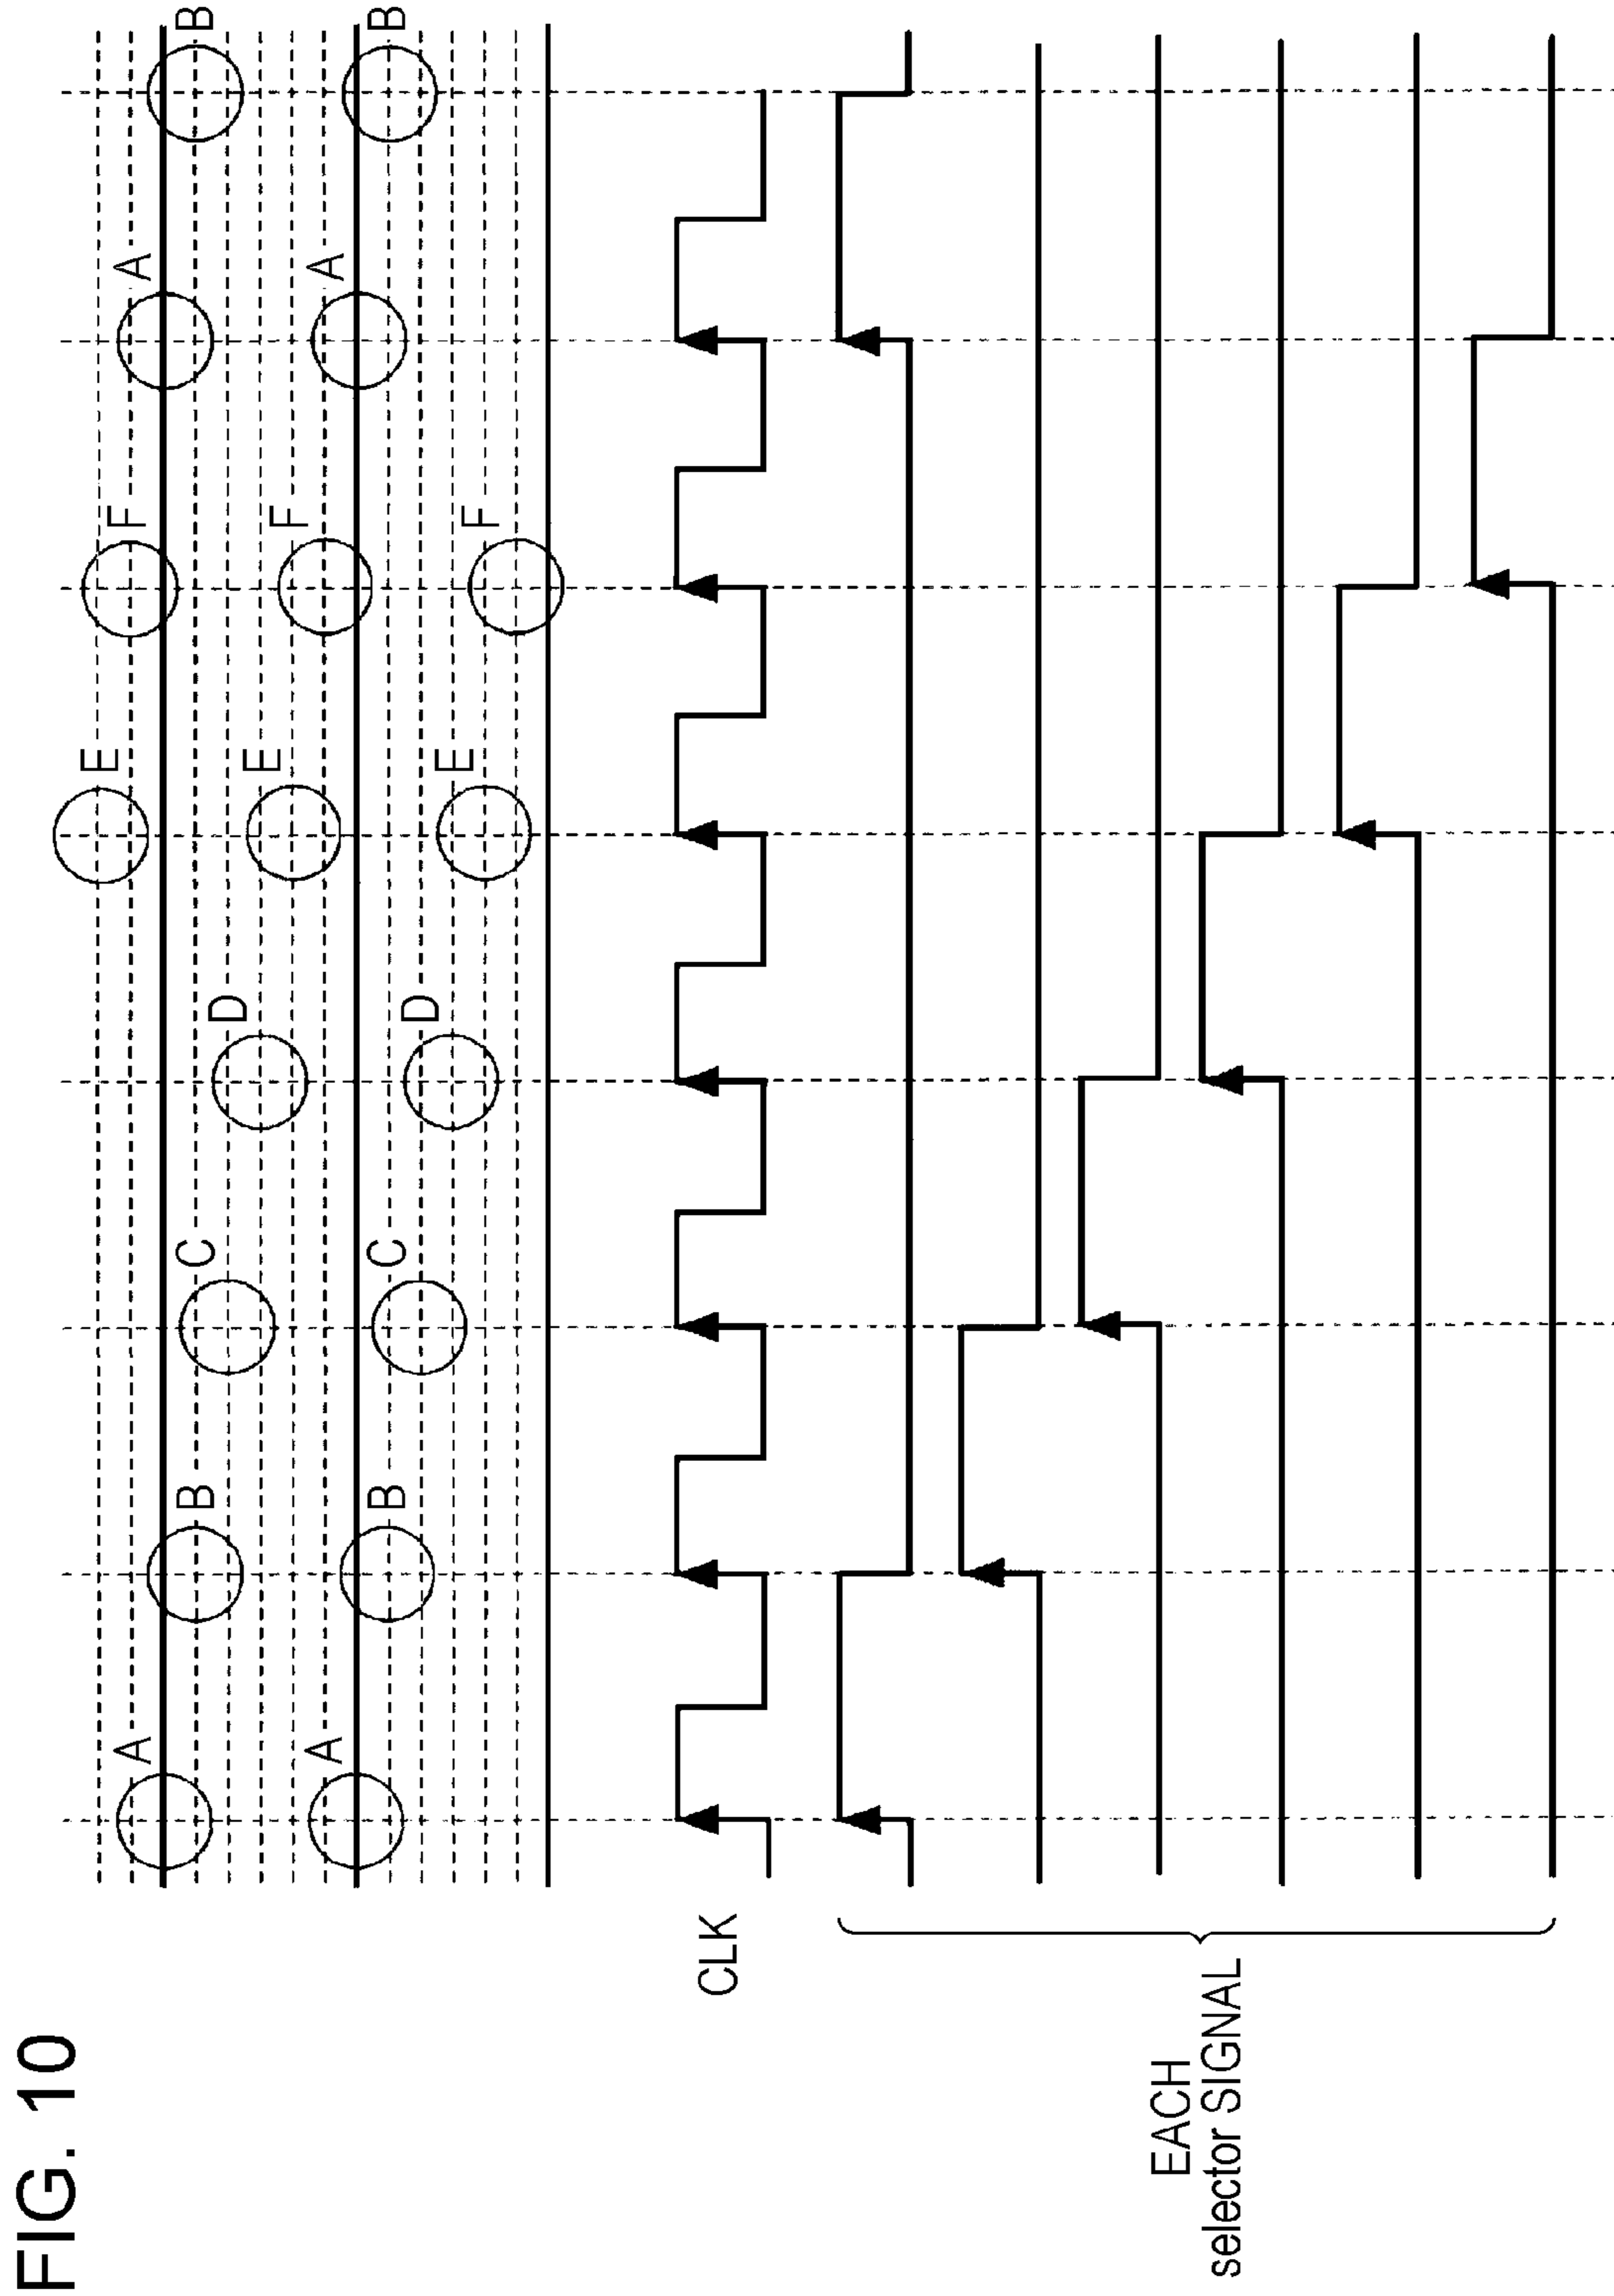 FIG. 10
E
A F A
B C B
D
E
F
A A
B C B
D
E
F
CLK
EACH
selector SIGNAL